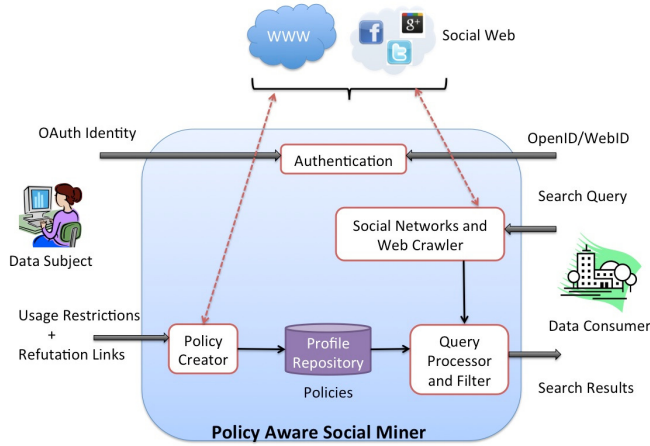 WWW
f
g+
t
Social Web
OAuth Identity
OpenID/WebID
Authentication
Search Query
Social Networks and
Web Crawler
Data Subject
Data Consumer
Usage Restrictions
+
Refutation Links
Policy
Creator
Profile
Repository
Query
Processor
and Filter
Policies
Search Results
Policy Aware Social Miner